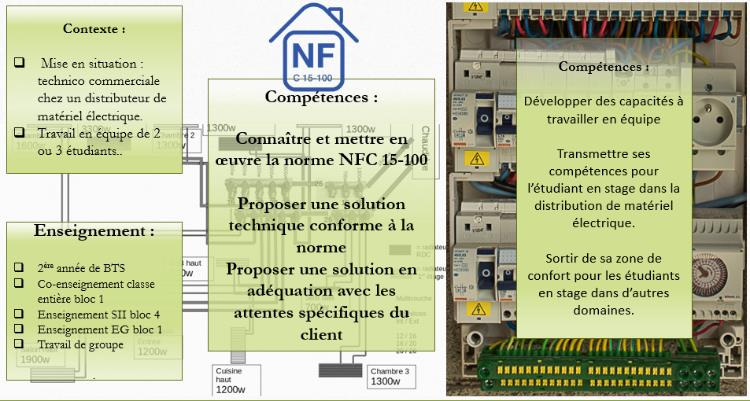 Contexte :
Mise en situation :
technico commerciale
chez un distributeur de
matériel électrique.
Travail en équipe de 2
ou 3 étudiants..
Enseignement :
2ère année de BTS
Co-enseignement classe
entière bloc 1
Enseignement SII bloc 4
Enseignement EG bloc 1
Travail de groupe
.
1900w
1200w
NF
C 15-100
Compétences :
Connaître et mettre en
œuvre la norme NFC 15-100
Proposer une solution
technique conforme à la
norme
Proposer une solution en
adéquation avec les
attentes spécifiques du
client
1300w
1300w
Chambre 2
Cuisine
haut
1200w
Chambre 3
1300w
Compétences :
Développer des capacités à
travailler en équipe
Transmettre ses
compétences pour
l'étudiant en stage dans la
distribution de matériel
électrique.
Sortir de sa zone de
confort pour les étudiants
en stage dans d'autres
domaines.